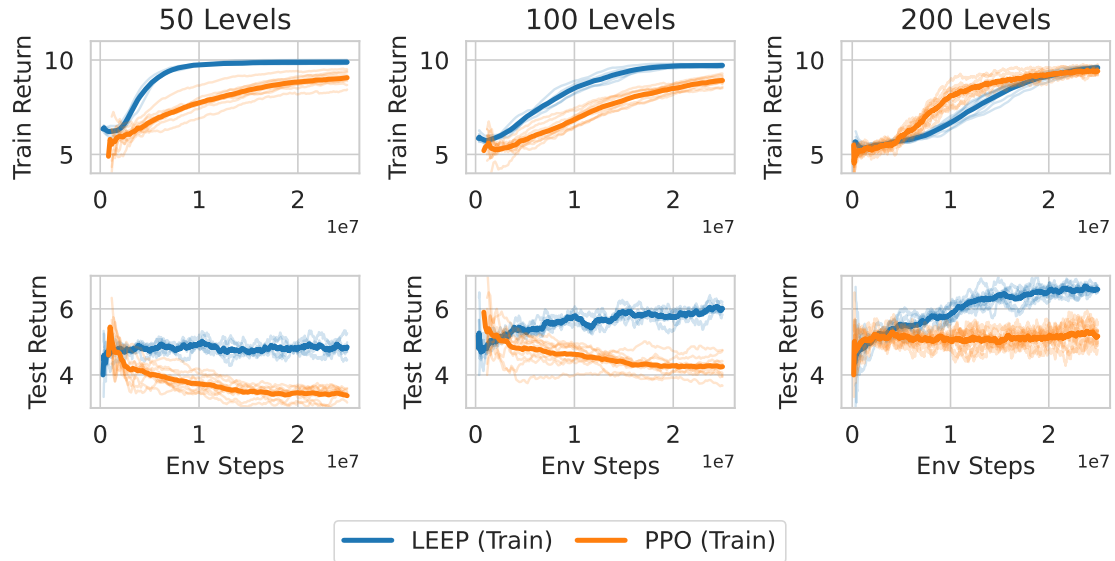 50 Levels 100 Levels 200 Levels
Train Return 10 5 0 1 2 1e7
Train Return 10 5 0 1 2 1e7
Train Return 10 5 0 1 2 1e7
Test Return 6 4 0 1 2 1e7
Env Steps
Test Return 6 4 0 1 2 1e7
Env Steps
Test Return 6 4 0 1 2 1e7
Env Steps
LEEP (Train) PPO (Train)